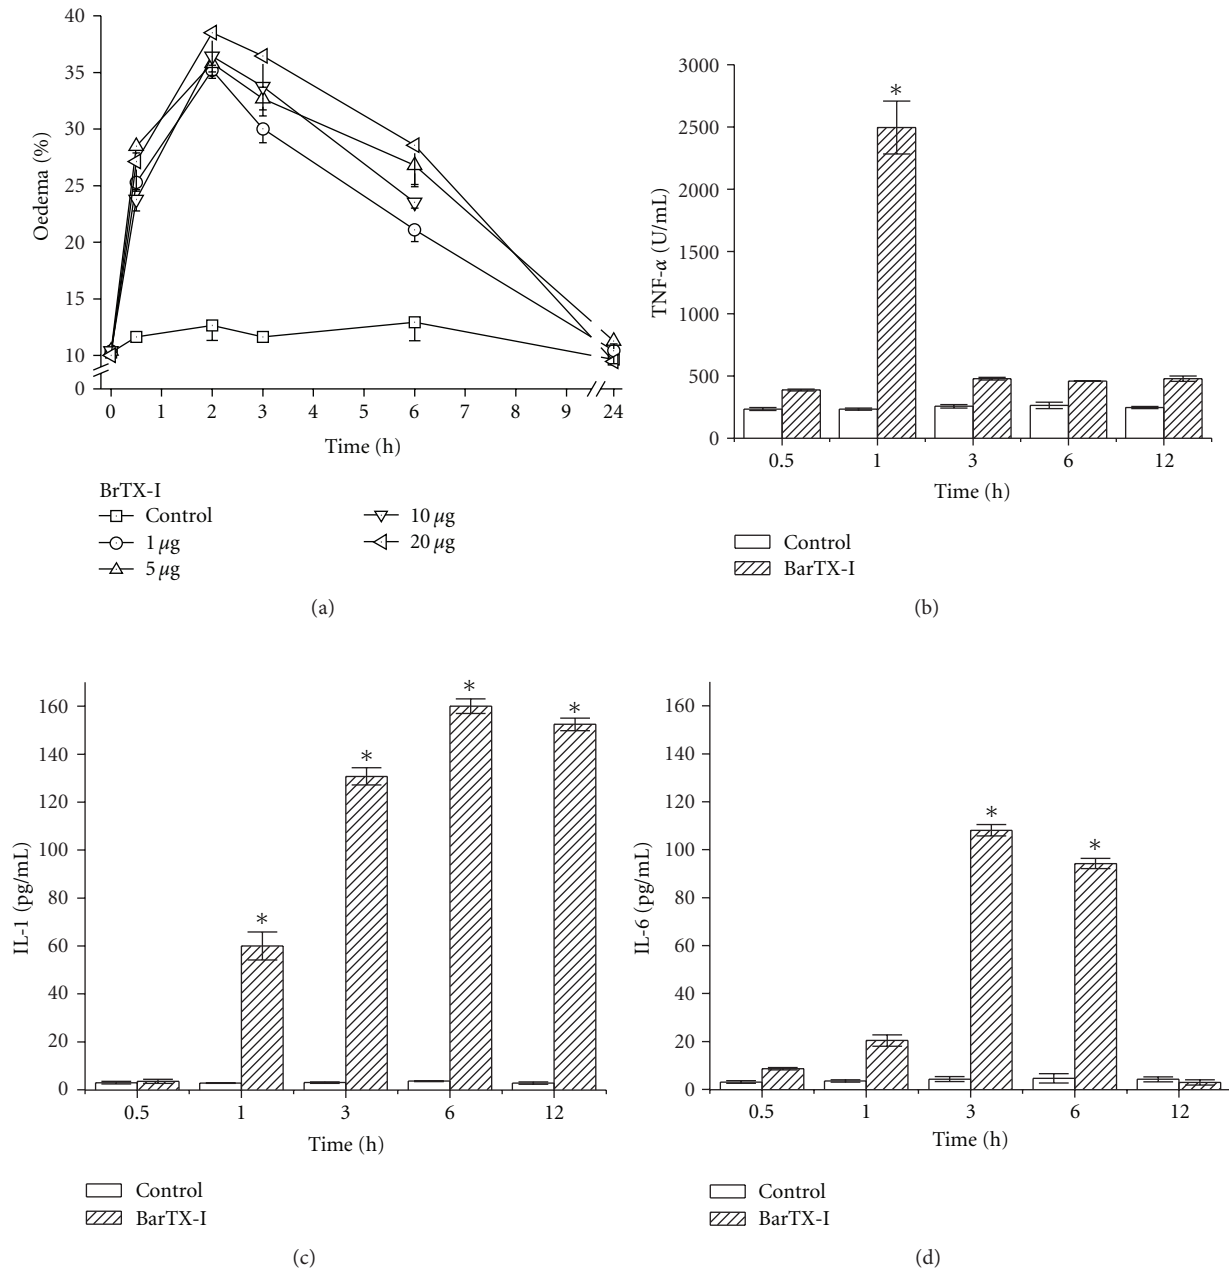 40
35
30
25
20
15
10
0
Oedema (%)
0 1 2 3 4 5 6 7 8 9 24
Time (h)
BrTX-I
Control
1 µg
5 µg
10 µg
20 µg
(a)
3000
2500
2000
1500
1000
500
0
TNF-α (U/mL)
*
0.5 1 3 6 12
Time (h)
Control
BarTX-I
(b)
160
140
120
100
80
60
40
20
0
IL-1 (pg/mL)
* * * *
0.5 1 3 6 12
Time (h)
Control
BarTX-I
(c)
160
140
120
100
80
60
40
20
0
IL-6 (pg/mL)
* *
0.5 1 3 6 12
Time (h)
Control
BarTX-I
(d)